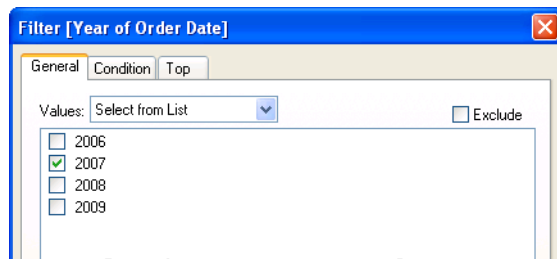 Filter [Year of Order Date]
General Condition Top
Values: Select from List Exclude
2006
2007
2008
2009